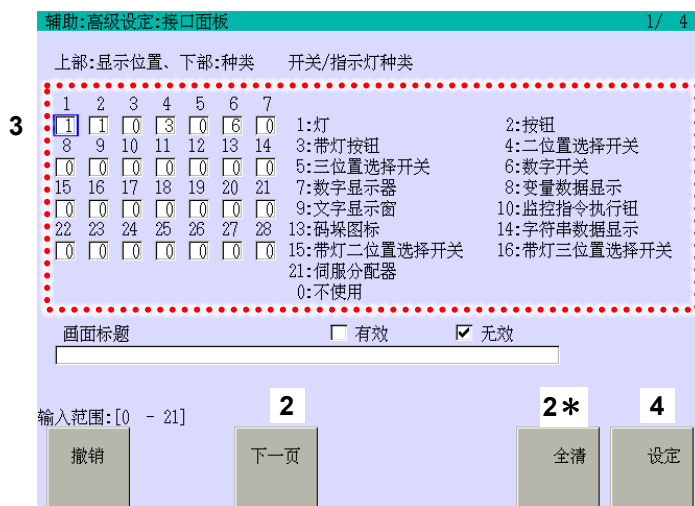 辅助:高级设定:接口面板 1/ 4
上部:显示位置、下部:种类 开关/指示灯种类
3
1 2 3 4 5 6 7
1 1 0 3 0 6 0 1:灯 2:按钮
8 9 10 11 12 13 14 3:带灯按钮 4:二位置选择开关
0 0 0 0 0 0 0 5:三位置选择开关 6:数字开关
15 16 17 18 19 20 21 7:数字显示器 8:变量数据显示
0 0 0 0 0 0 0 9:文字显示窗 10:监控指令执行钮
22 23 24 25 26 27 28 13:码垛图标 14:字符串数据显示
0 0 0 0 0 0 0 15:带灯二位置选择开关 16:带灯三位置选择开关
21:伺服分配器
0:不使用
画面标题 有效 无效
输入范围:[0 - 21]
2 2* 4
撤销 下一页 全清 设定